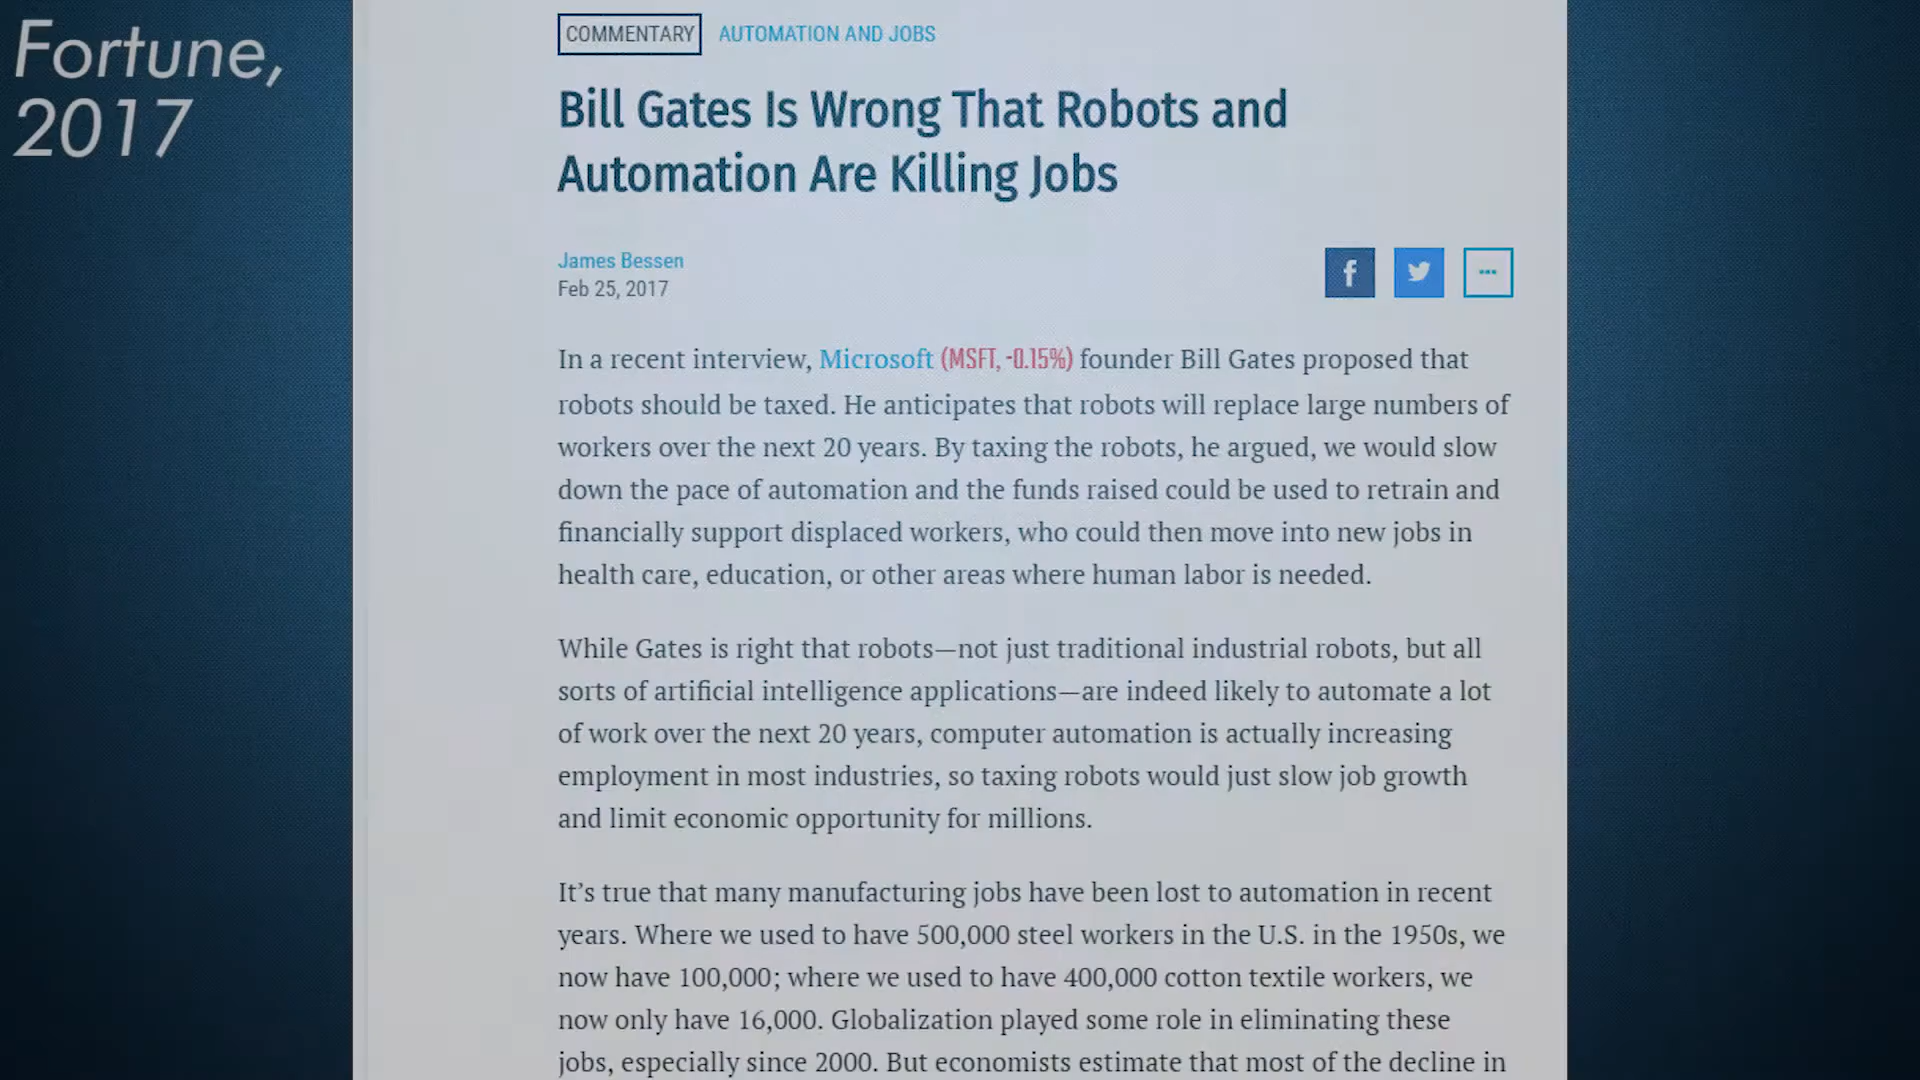 Fortune,
2017
COMMENTARY AUTOMATION AND JOBS
Bill Gates Is Wrong That Robots and
Automation Are Killing Jobs
James Bessen
Feb 25, 2017
In a recent interview, Microsoft (MSFT, -0.15%) founder Bill Gates proposed that
robots should be taxed. He anticipates that robots will replace large numbers of
workers over the next 20 years. By taxing the robots, he argued, we would slow
down the pace of automation and the funds raised could be used to retrain and
financially support displaced workers, who could then move into new jobs in
health care, education, or other areas where human labor is needed.
While Gates is right that robots—not just traditional industrial robots, but all
sorts of artificial intelligence applications—are indeed likely to automate a lot
of work over the next 20 years, computer automation is actually increasing
employment in most industries, so taxing robots would just slow job growth
and limit economic opportunity for millions.
It’s true that many manufacturing jobs have been lost to automation in recent
years. Where we used to have 500,000 steel workers in the U.S. in the 1950s, we
now have 100,000; where we used to have 400,000 cotton textile workers, we
now only have 16,000. Globalization played some role in eliminating these
jobs, especially since 2000. But economists estimate that most of the decline in